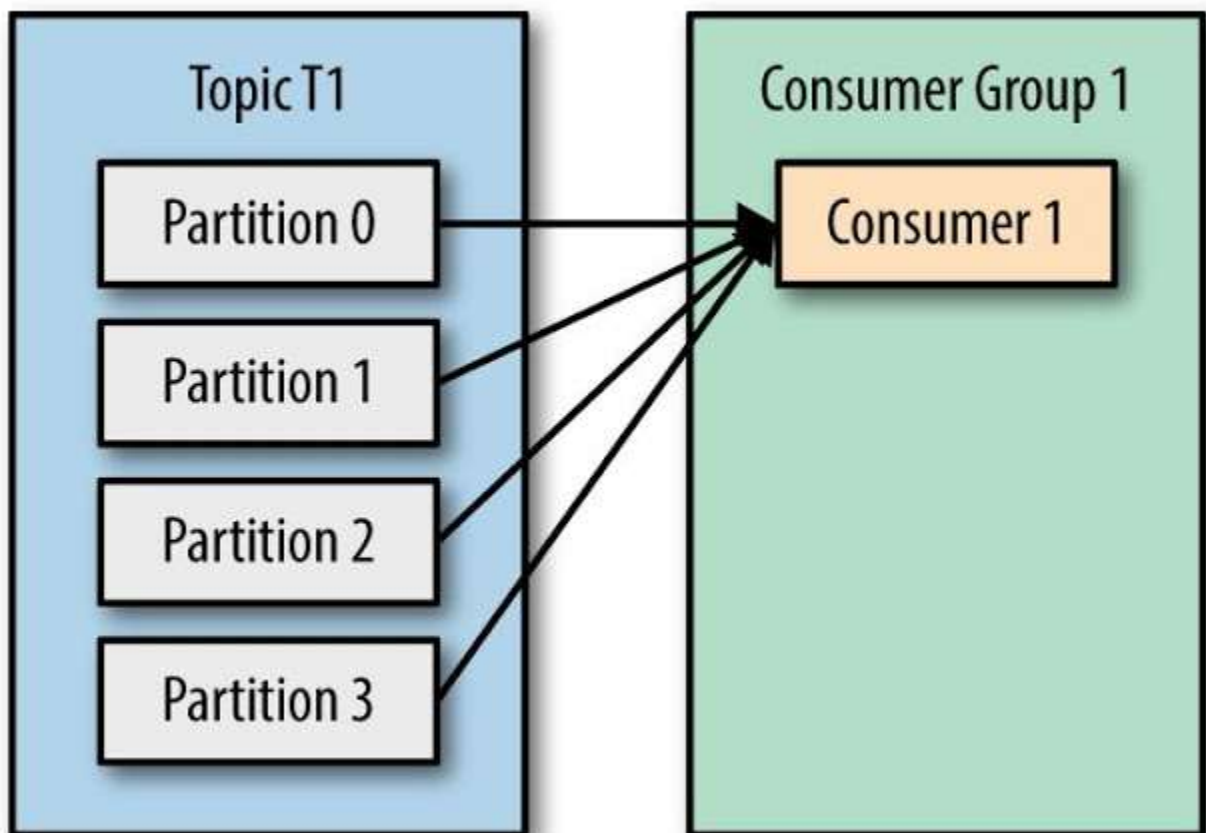 Topic T1
Partition 0
Partition 1
Partition 2
Partition 3
Consumer Group 1
Consumer 1